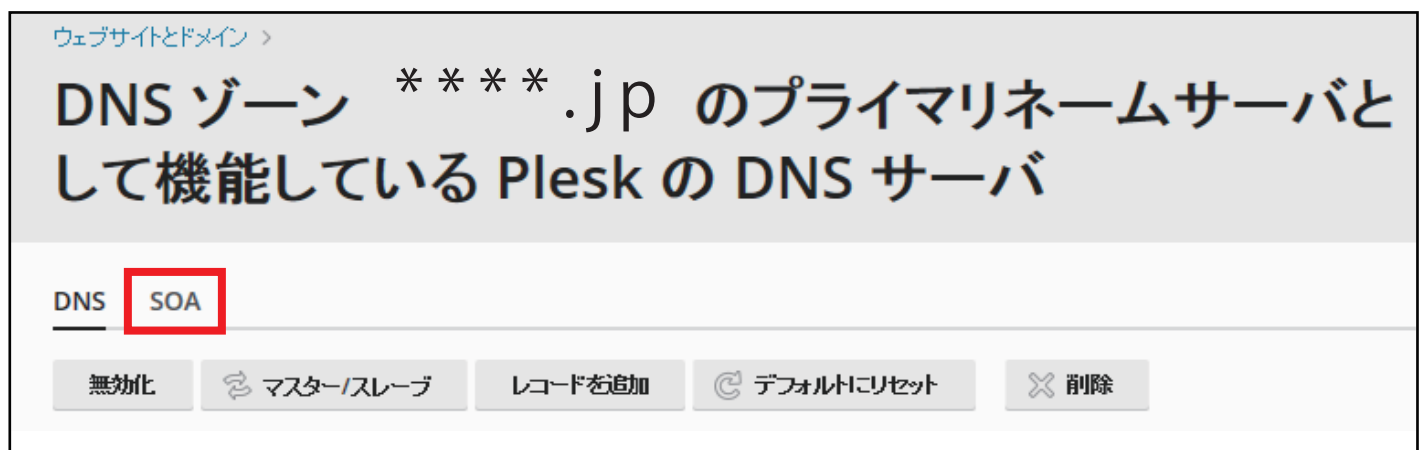 ウェブサイトとドメイン >
DNS ゾーン ****.jp のプライマリネームサーバと
して機能している Plesk の DNS サーバ
DNS SOA
無効化 マスター/スレーブ レコードを追加 デフォルトにリセット 削除